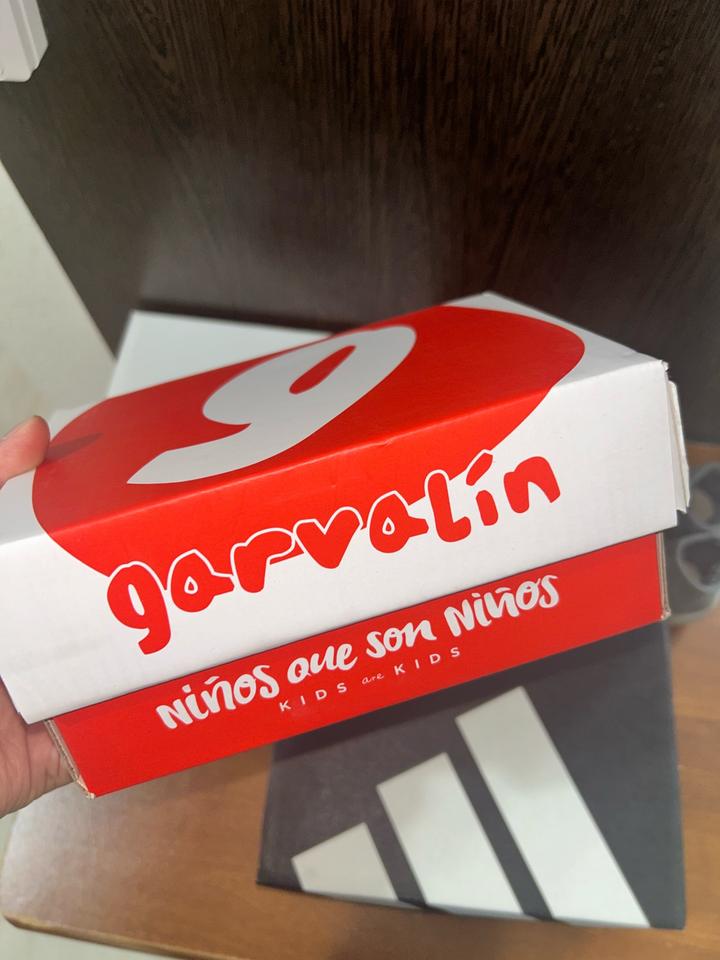 garvalín
Niños que son Niños
KIDS are KIDS